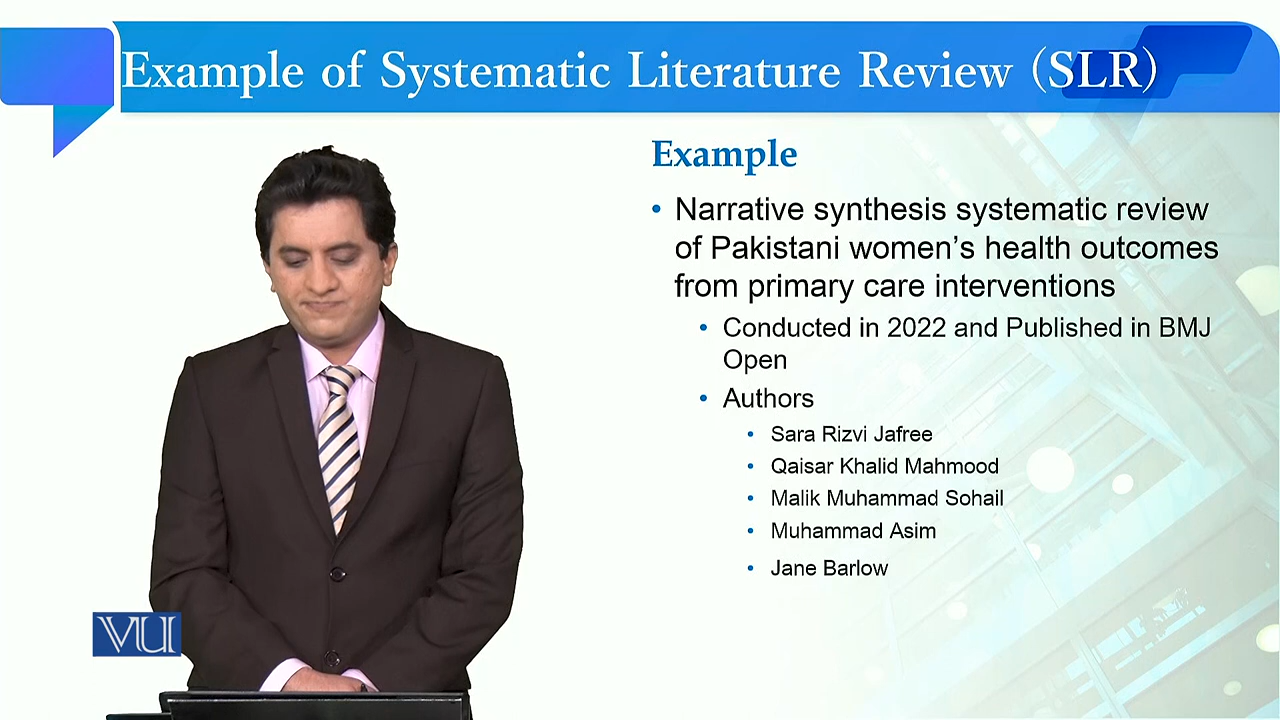 Example of Systematic Literature Review (SLR)
Example
• Narrative synthesis systematic review
of Pakistani women's health outcomes
from primary care interventions
• Conducted in 2022 and Published in BMJ
Open
• Authors
• Sara Rizvi Jafree
• Qaisar Khalid Mahmood
• Malik Muhammad Sohail
• Muhammad Asim
• Jane Barlow
VU